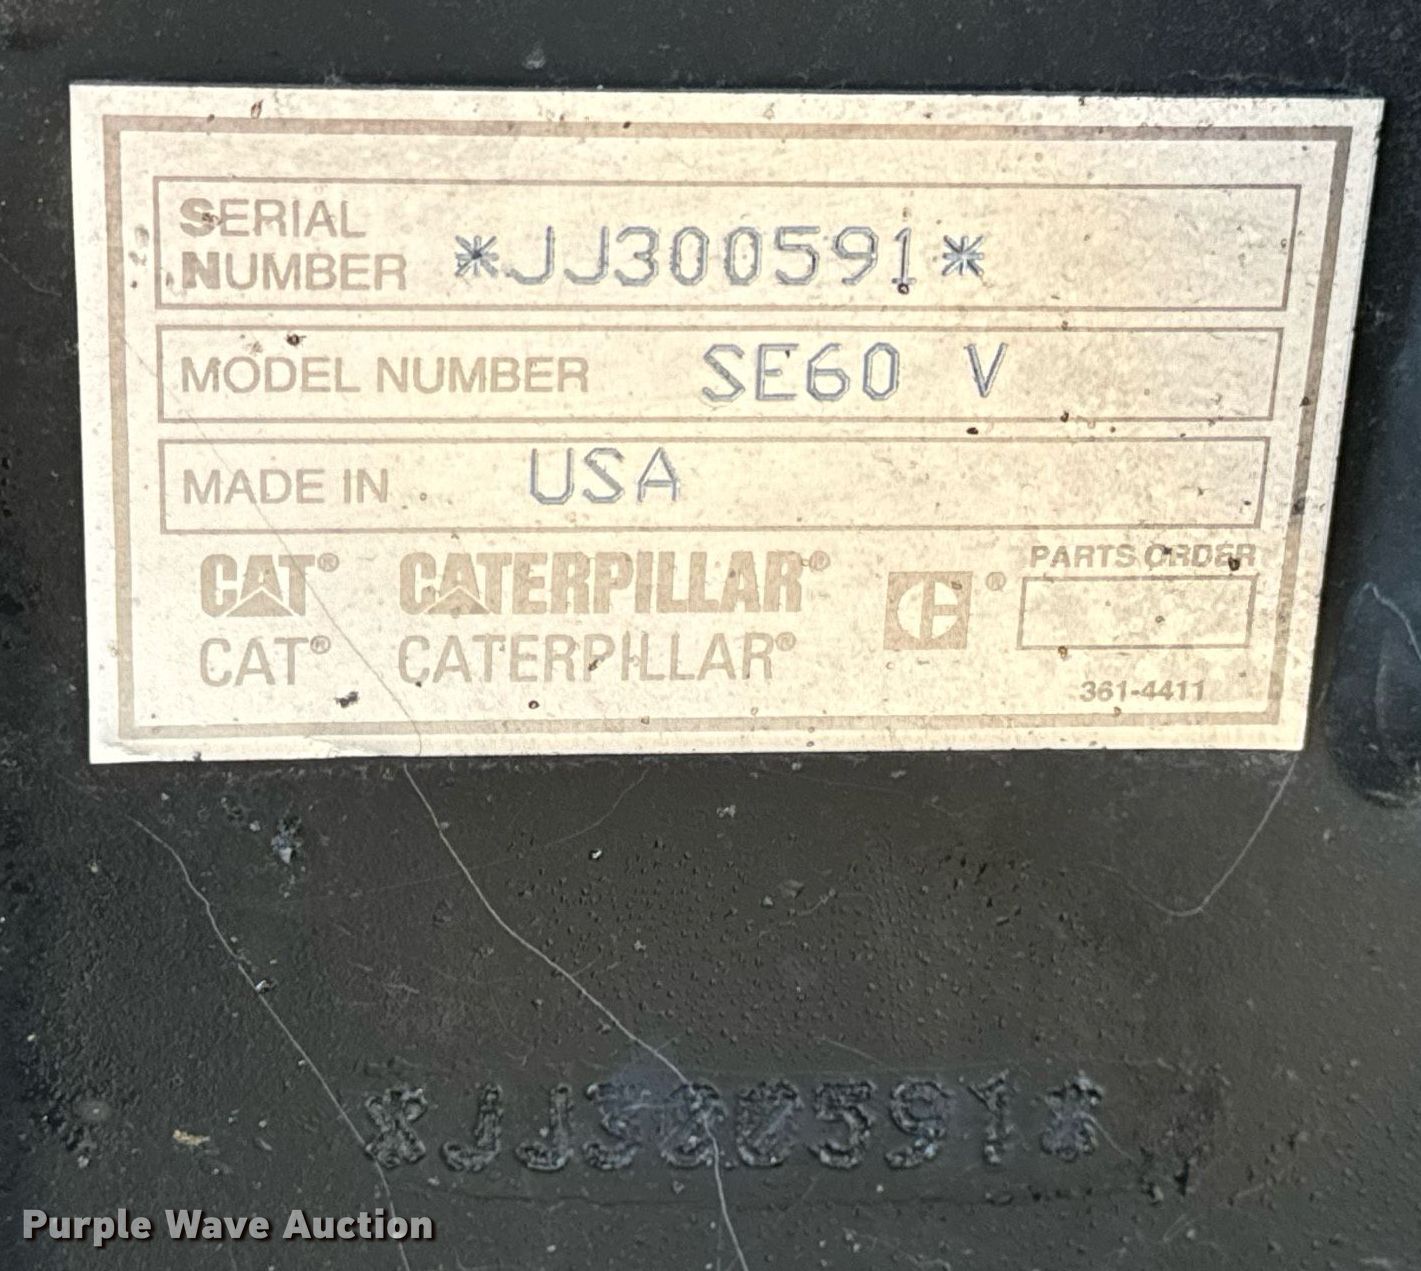 SERIAL
NUMBER *JJ300591*
MODEL NUMBER SE60 V
MADE IN USA
CAT® CATERPILLAR® ® PARTS ORDER
CAT® CATERPILLAR®
361-4411
*JJ300591*
Purple Wave Auction